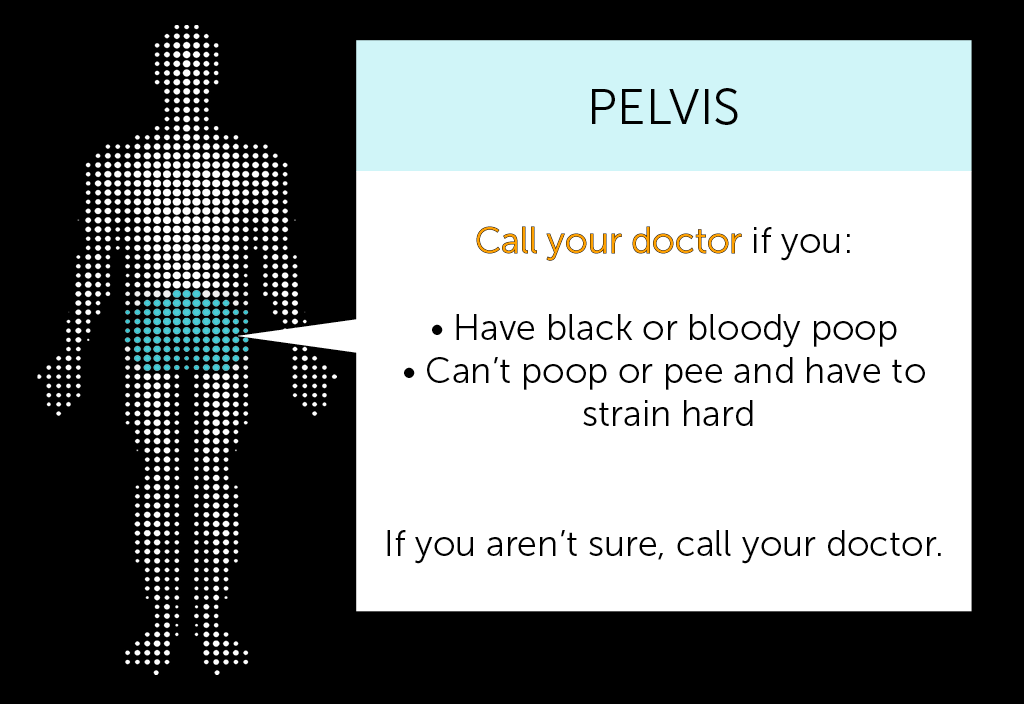 PELVIS
Call your doctor if you:
• Have black or bloody poop
• Can’t poop or pee and have to
strain hard
If you aren’t sure, call your doctor.